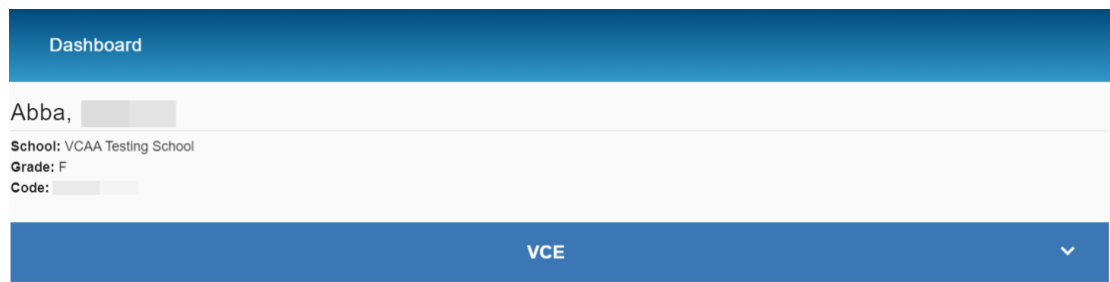 Dashboard
Abba,
School: VCAA Testing School
Grade: F
Code:
VCE